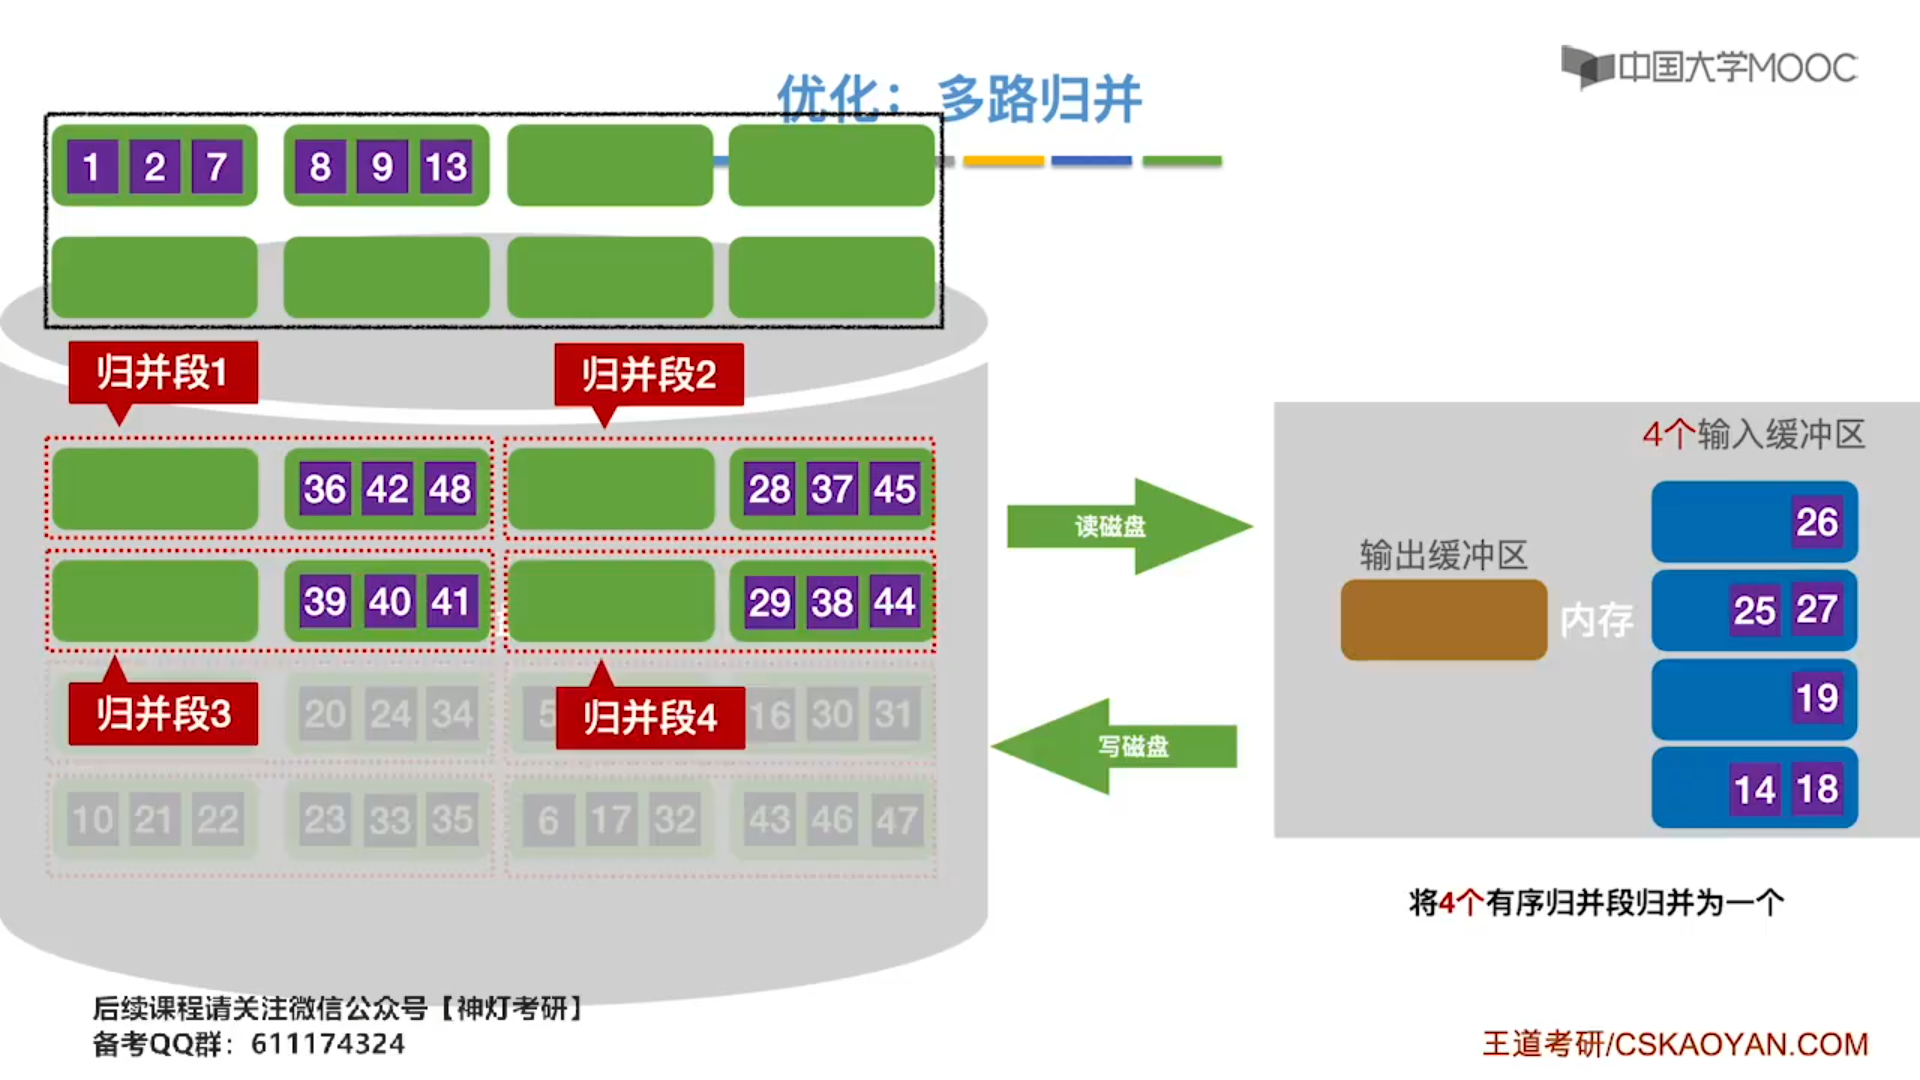 中国大学MOOC
优化：多路归并
1 2 7 8 9 13
归并段1 归并段2
36 42 48 28 37 45
39 40 41 29 38 44
归并段3 20 24 34 5 归并段4 16 30 31
10 21 22 23 33 35 6 17 32 43 46 47
读磁盘
写磁盘
4个输入缓冲区
26
输出缓冲区
内存
25 27
19
14 18
将4个有序归并段归并为一个
后续课程请关注微信公众号【神灯考研】
备考QQ群：611174324
王道考研/CSKAOYAN.COM